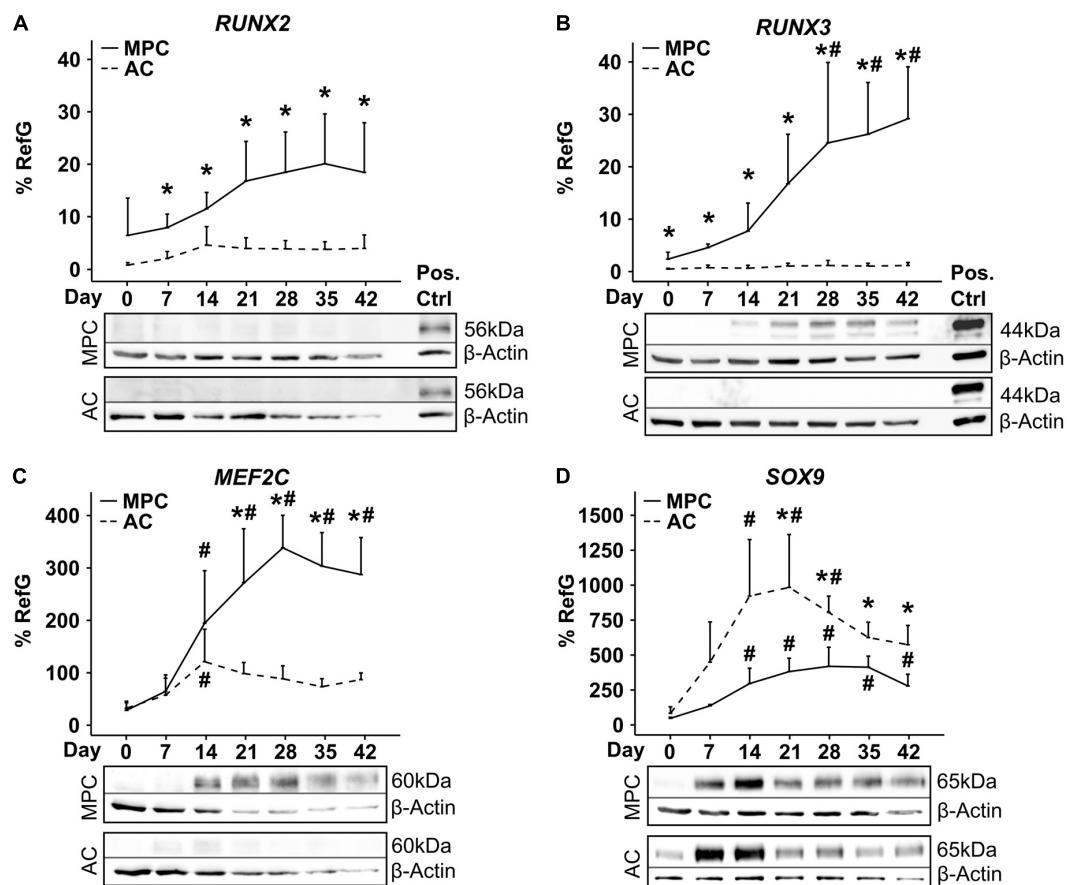 A
RUNX2
MPC
AC
% RefG
40
30
20
10
0
* * * * * *
Day 0 7 14 21 28 35 42
Pos. Ctrl
MPC
56kDa
β-Actin
AC
56kDa
β-Actin
B
RUNX3
MPC
AC
% RefG
40
30
20
10
0
* * * * *# *# *#
Day 0 7 14 21 28 35 42
Pos. Ctrl
MPC
44kDa
β-Actin
AC
44kDa
β-Actin
C
MEF2C
MPC
AC
% RefG
400
300
200
100
0
# *# *# *# *#
#
Day 0 7 14 21 28 35 42
MPC
60kDa
β-Actin
AC
60kDa
β-Actin
D
SOX9
MPC
AC
% RefG
1500
1250
1000
750
500
250
0
# *# *# * *
# # # # #
Day 0 7 14 21 28 35 42
MPC
65kDa
β-Actin
AC
65kDa
β-Actin